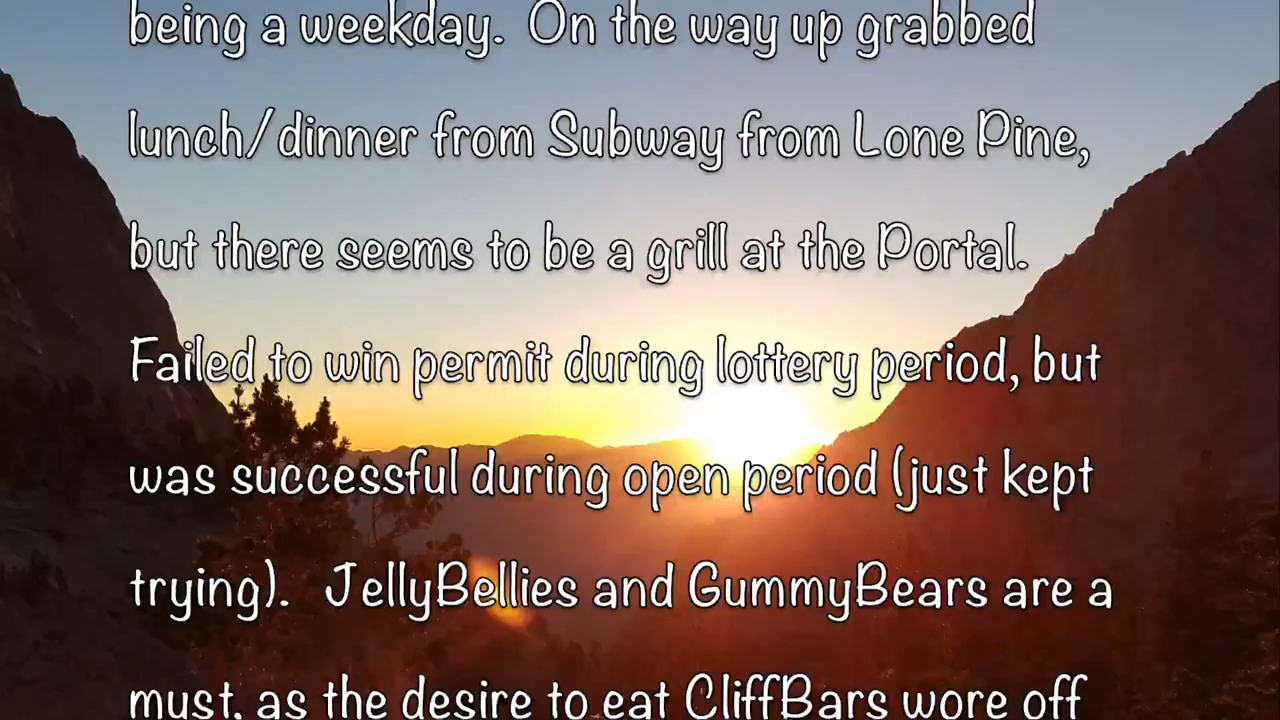 being a weekday.  On the way up grabbed
lunch/dinner from Subway from Lone Pine,
but there seems to be a grill at the Portal.
Failed to win permit during lottery period, but
was successful during open period (just kept
trying).   JellyBellies and GummyBears are a
must, as the desire to eat CliffBars wore off